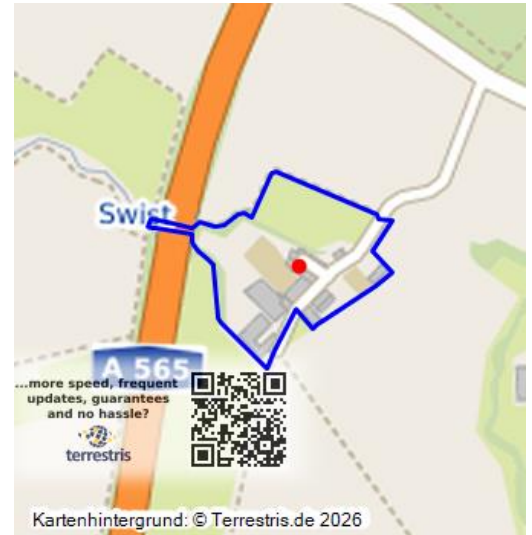 Swist
A 565
...more speed, frequent
updates, guarantees
and no hassle?
terrestris
Kartenhintergrund: © Terrestris.de 2026